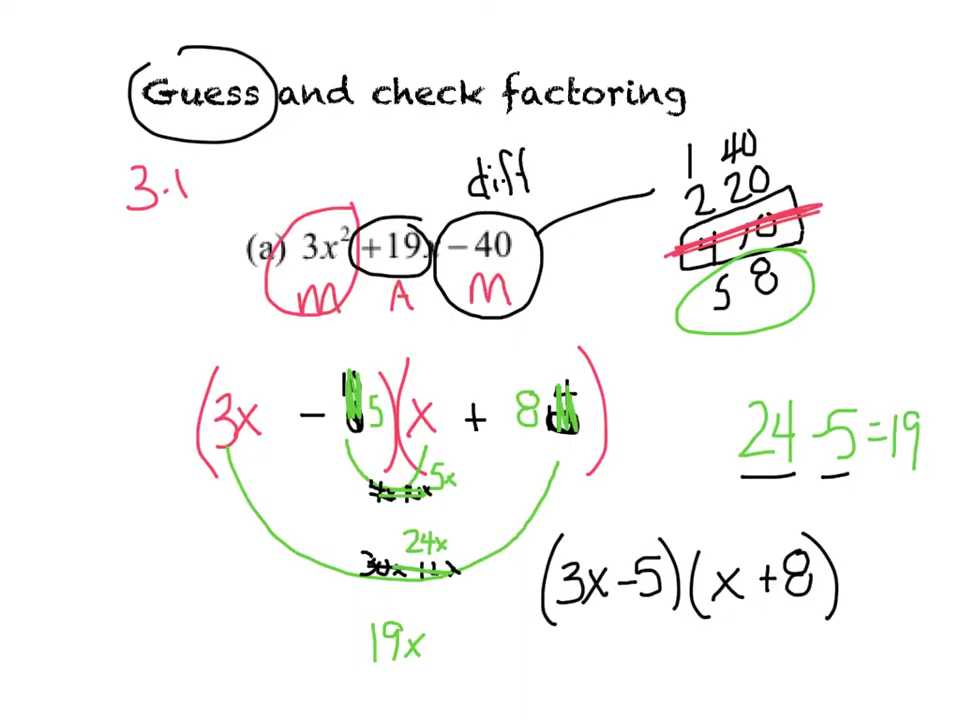 Guess and check factoring
3·1
diff
1 40
2 20
4 10
5 8
(a) 3x² +19x − 40
M A M
(3x − 5)(x + 8)
24 - 5 = 19
5x
24x
(3x - 5)(x + 8)
19x